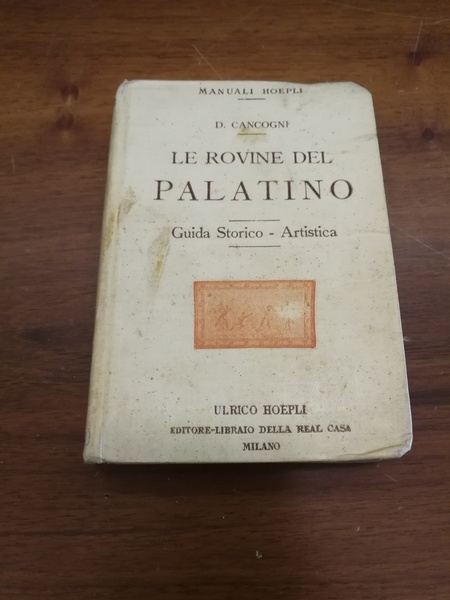 MANUALI HOEPLI
D. CANCOGNI
LE ROVINE DEL
PALATINO
Guida Storico - Artistica
ULRICO HOEPLI
EDITORE-LIBRAIO DELLA REAL CASA
MILANO